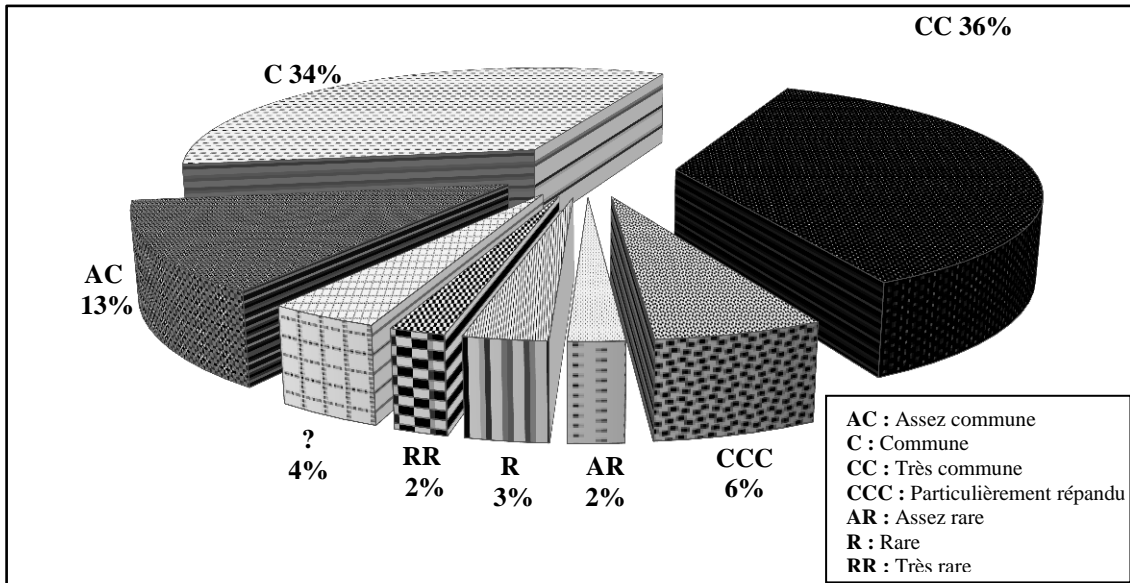 CC 36%
C 34%
AC
13%
?
4%
RR
2%
R
3%
AR
2%
CCC
6%
AC : Assez commune
C : Commune
CC : Très commune
CCC : Particulièrement répandu
AR : Assez rare
R : Rare
RR : Très rare